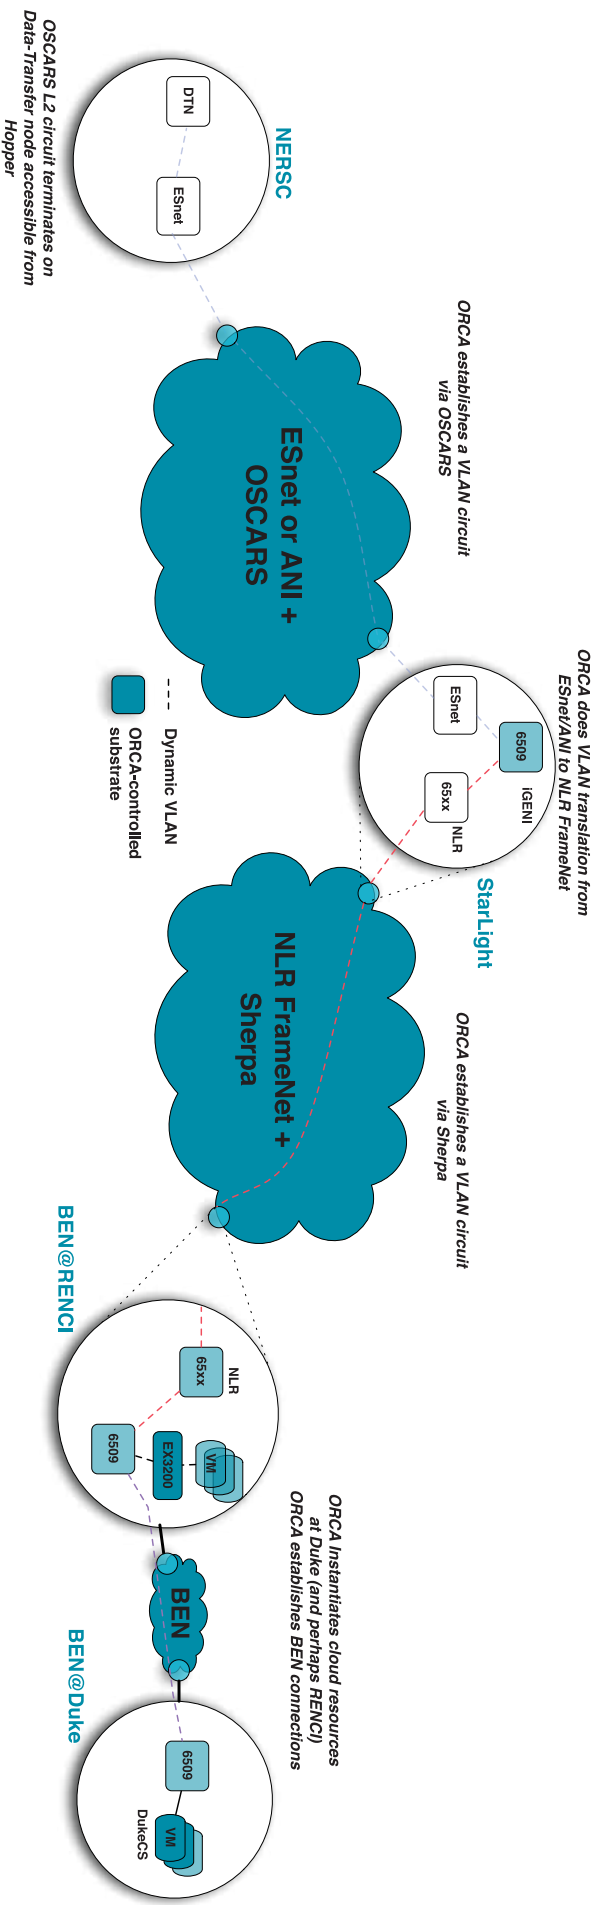 NERSC
DTN
ESnet
OSCARS L2 circuit terminates on
Data-Transfer node accessible from
Hopper
ORCA establishes a VLAN circuit
via OSCARS
ESnet or ANI +
OSCARS
ORCA does VLAN translation from
ESnet/ANI to NLR FrameNet
iGENI
6509
ESnet
65xx
NLR
StarLight
Dynamic VLAN
ORCA-controlled
substrate
ORCA establishes a VLAN circuit
via Sherpa
NLR FrameNet +
Sherpa
BEN@RENCI
NLR
65xx
VM
EX3200
6509
ORCA Instantiates cloud resources
at Duke (and perhaps RENCI)
ORCA establishes BEN connections
BEN
BEN@Duke
6509
VM
DukeCS